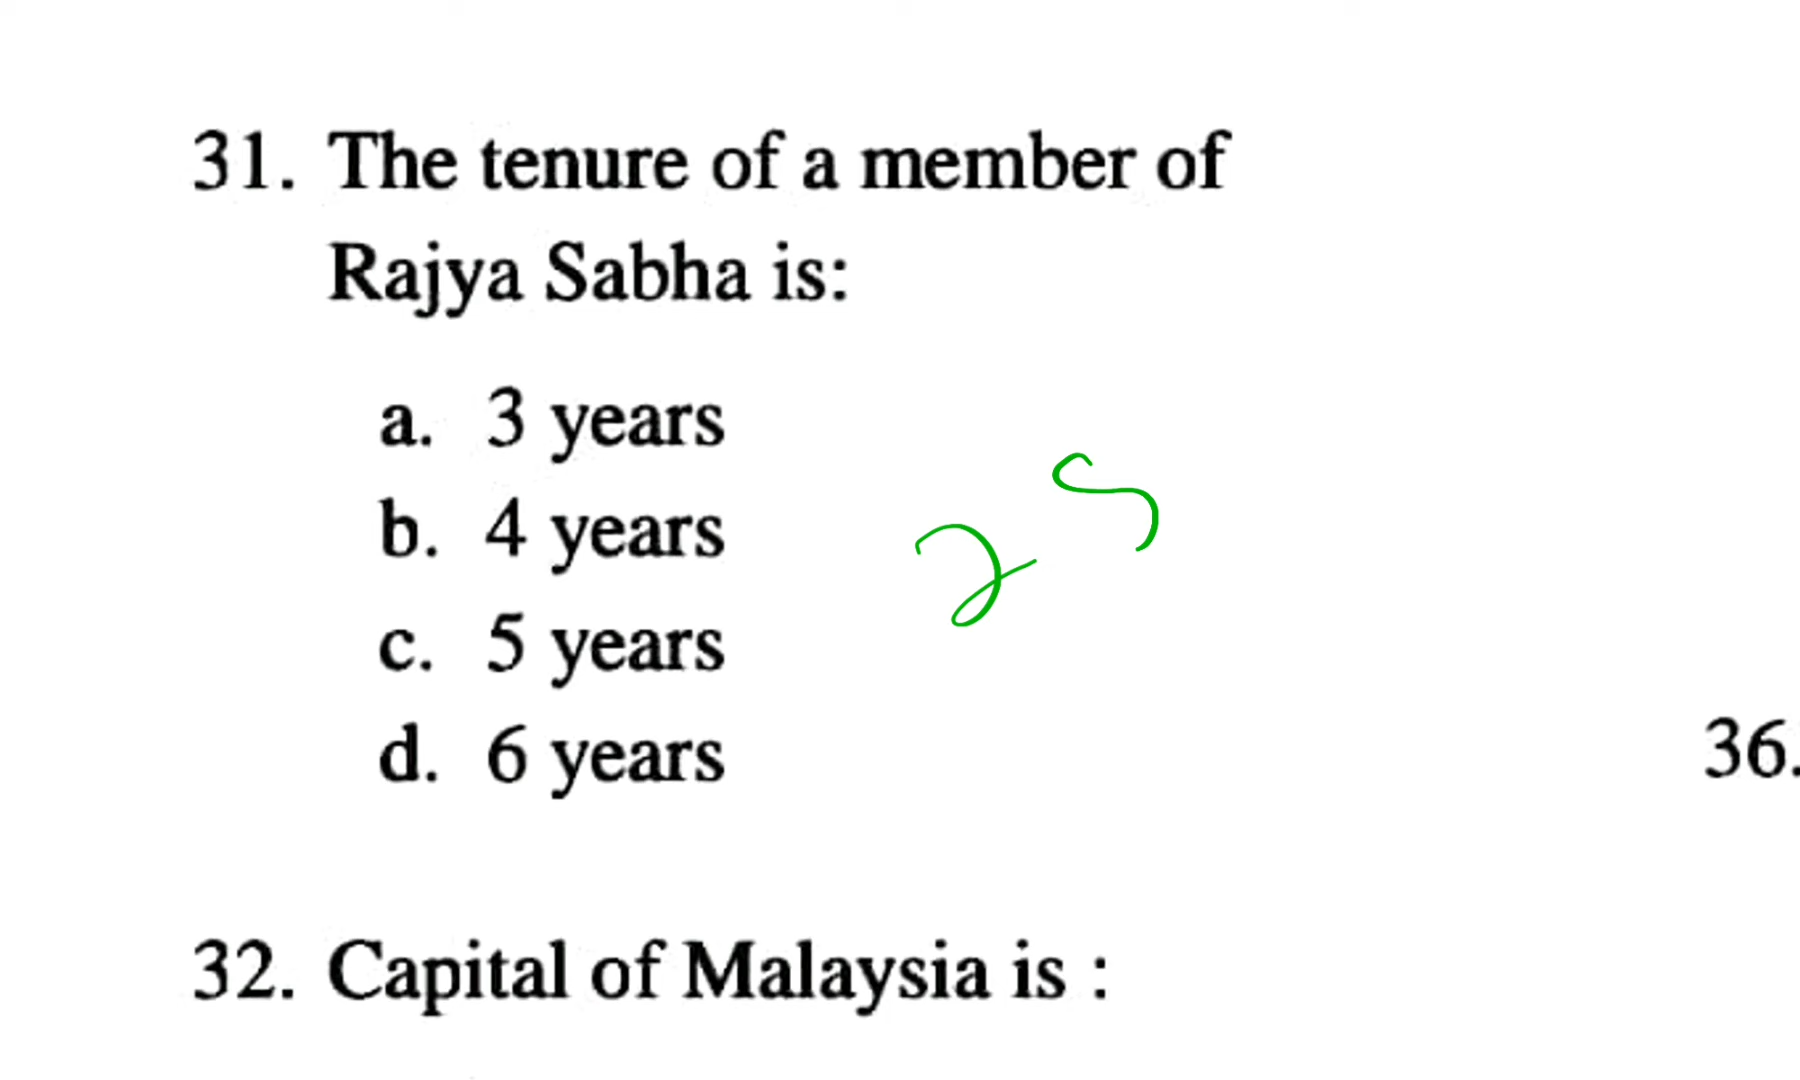 31. The tenure of a member of
Rajya Sabha is:
a. 3 years
b. 4 years
c. 5 years
d. 6 years
36.
32. Capital of Malaysia is :